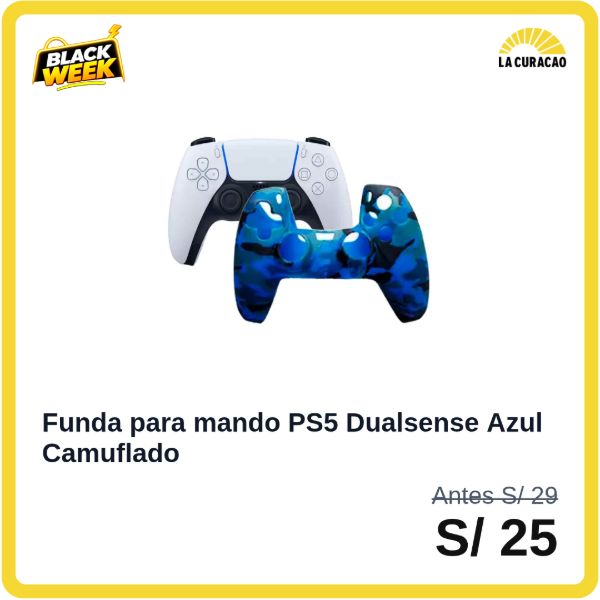 BLACK
WEEK
LA CURACAO
Funda para mando PS5 Dualsense Azul
Camuflado
Antes S/ 29
S/ 25